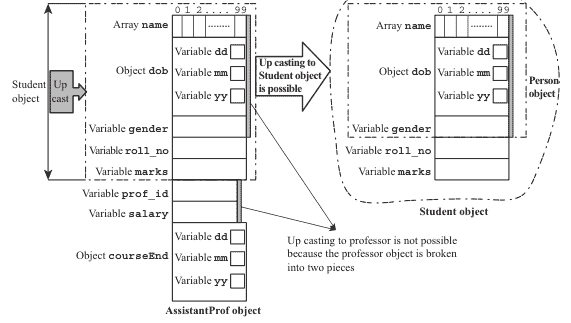 0 1 2 .... 99
Array name
........
Variable dd
Object dob
Variable mm
Variable yy
Variable gender
Variable roll_no
Variable marks
Variable prof_id
Variable salary
Variable dd
Object courseEnd
Variable mm
Variable yy
AssistantProf object
Student
object
Up
cast
Up casting to
Student object
is possible
0 1 2 .... 99
Array name
........
Variable dd
Object dob
Variable mm
Variable yy
Variable gender
Variable roll_no
Variable marks
Person
object
Student object
Up casting to professor is not possible
because the professor object is broken
into two pieces